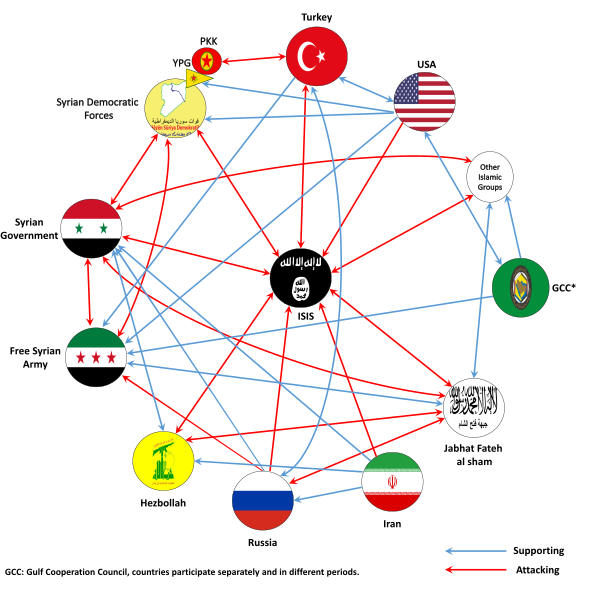 Turkey
PKK
YPG
USA
Syrian Democratic
Forces
قوات سوريا الديمقراطية
Other
Islamic
Groups
Syrian
Government
GCC*
ISIS
لا إله إلا الله
الله
رسول
محمد
Free Syrian
Army
لا إله إلا الله محمد رسول الله
جبهة فتح الشام
Jabhat Fateh
al sham
Hezbollah
Iran
Russia
Supporting
Attacking
GCC: Gulf Cooperation Council, countries participate separately and in different periods.